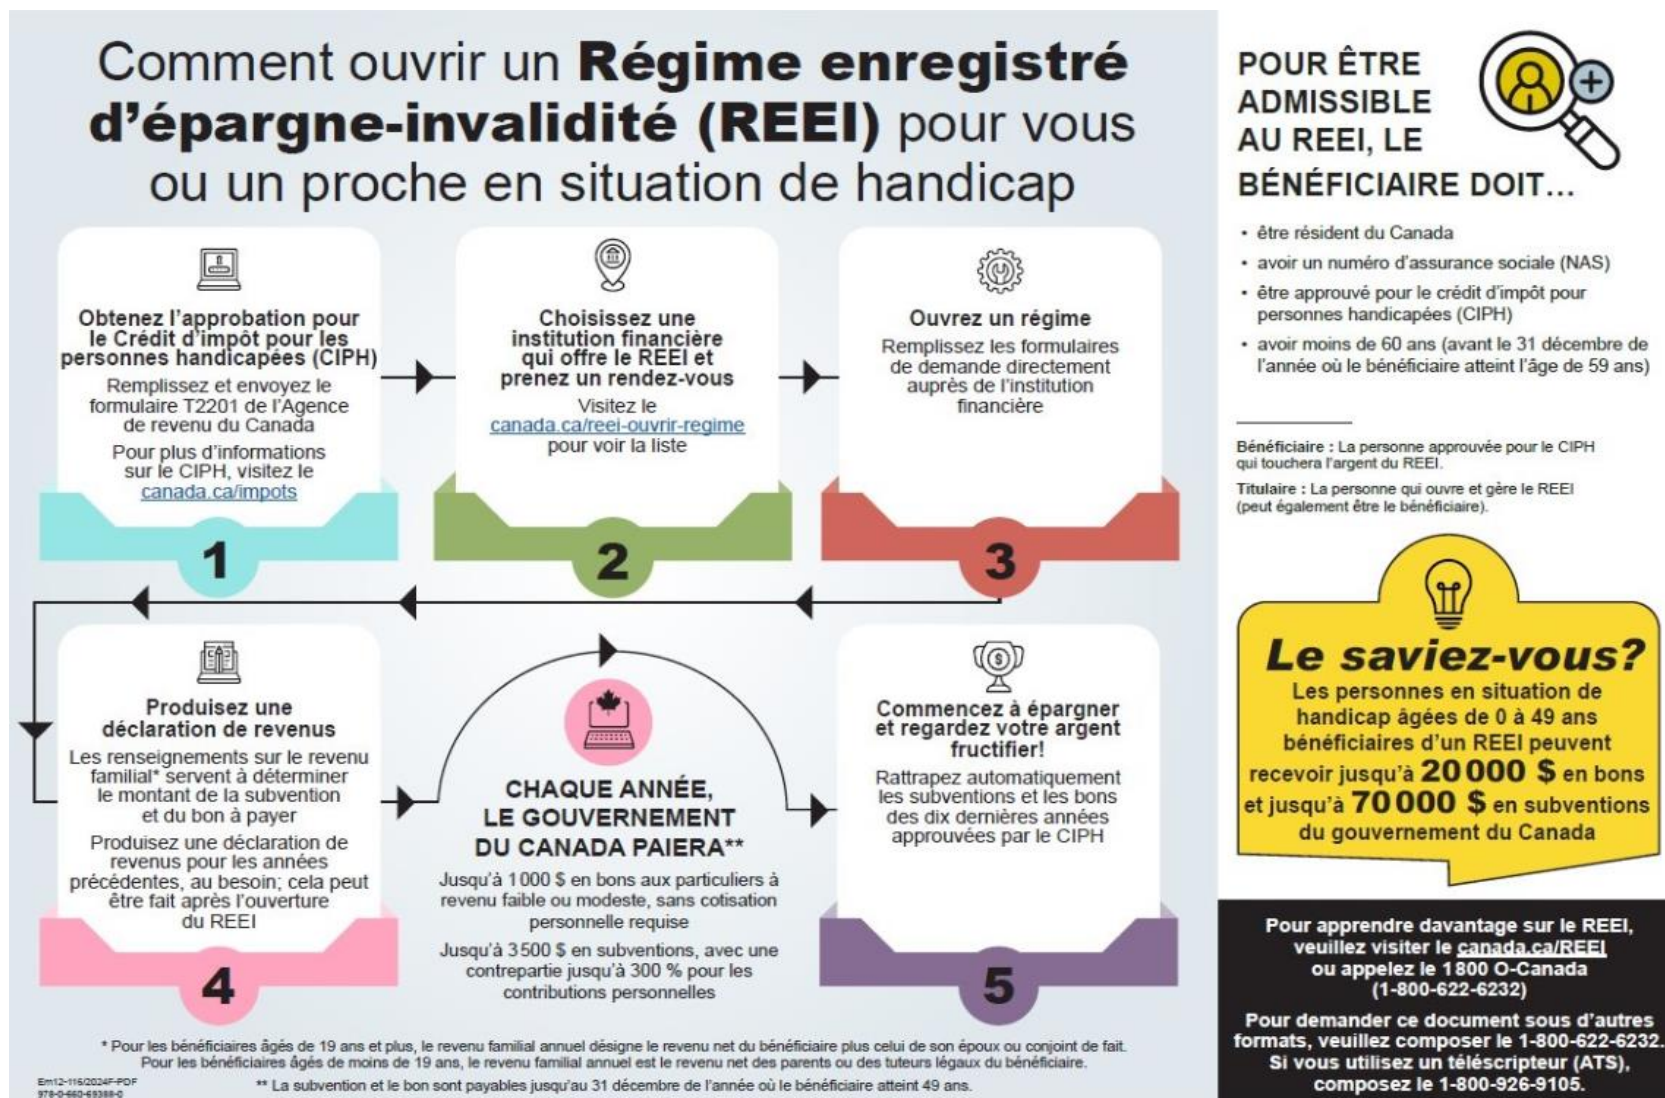 Comment ouvrir un Régime enregistré
d'épargne-invalidité (REEI) pour vous
ou un proche en situation de handicap
Obtenez l'approbation pour
le Crédit d'impôt pour les
personnes handicapées (CIPH)
Remplissez et envoyez le
formulaire T2201 de l'Agence
de revenu du Canada
Pour plus d'informations
sur le CIPH, visitez le
canada.ca/impots
1
Choisissez une
institution financière
qui offre le REEI et
prenez un rendez-vous
Visitez le
canada.ca/reei-ouvrir-regime
pour voir la liste
2
Ouvrez un régime
Remplissez les formulaires
de demande directement
auprès de l'institution
financière
3
Produisez une
déclaration de revenus
Les renseignements sur le revenu
familial* servent à déterminer
le montant de la subvention
et du bon à payer
Produisez une déclaration de
revenus pour les années
précédentes, au besoin; cela peut
être fait après l'ouverture
du REEI
4
CHAQUE ANNÉE,
LE GOUVERNEMENT
DU CANADA PAIERA**
Jusqu'à 1 000 $ en bons aux particuliers à
revenu faible ou modeste, sans cotisation
personnelle requise
Jusqu'à 3 500 $ en subventions, avec une
contrepartie jusqu'à 300 % pour les
contributions personnelles
Commencez à épargner
et regardez votre argent
fructifier!
Rattrapez automatiquement
les subventions et les bons
des dix dernières années
approuvées par le CIPH
5
* Pour les bénéficiaires âgés de 19 ans et plus, le revenu familial annuel désigne le revenu net du bénéficiaire plus celui de son époux ou conjoint de fait.
Pour les bénéficiaires âgés de moins de 19 ans, le revenu familial annuel est le revenu net des parents ou des tuteurs légaux du bénéficiaire.
** La subvention et le bon sont payables jusqu'au 31 décembre de l'année où le bénéficiaire atteint 49 ans.
Em12-116/2024F-PDF
978-0-660-69388-0
POUR ÊTRE
ADMISSIBLE
AU REEI, LE
BÉNÉFICIAIRE DOIT...
• être résident du Canada
• avoir un numéro d'assurance sociale (NAS)
• être approuvé pour le crédit d'impôt pour
personnes handicapées (CIPH)
• avoir moins de 60 ans (avant le 31 décembre de
l'année où le bénéficiaire atteint l'âge de 59 ans)
Bénéficiaire : La personne approuvée pour le CIPH
qui touchera l'argent du REEI.
Titulaire : La personne qui ouvre et gère le REEI
(peut également être le bénéficiaire).
Le saviez-vous?
Les personnes en situation de
handicap âgées de 0 à 49 ans
bénéficiaires d'un REEI peuvent
recevoir jusqu'à 20 000 $ en bons
et jusqu'à 70 000 $ en subventions
du gouvernement du Canada
Pour apprendre davantage sur le REEI,
veuillez visiter le canada.ca/REEI
ou appelez le 1 800 O-Canada
(1-800-622-6232)
Pour demander ce document sous d'autres
formats, veuillez composer le 1-800-622-6232.
Si vous utilisez un téléscripteur (ATS),
composez le 1-800-926-9105.